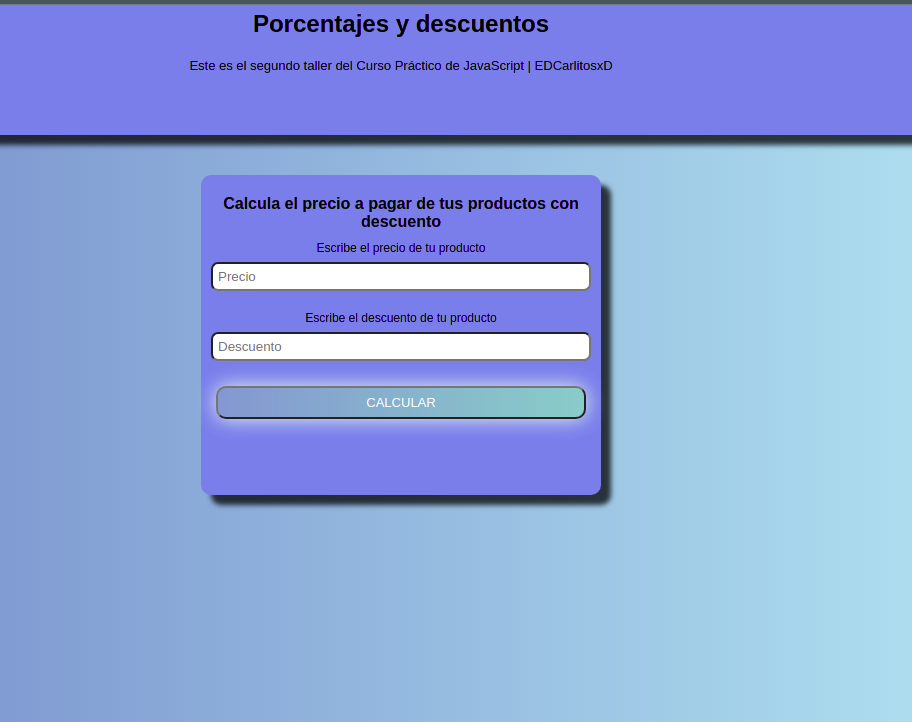 Porcentajes y descuentos
Este es el segundo taller del Curso Práctico de JavaScript | EDCarlitosxD
Calcula el precio a pagar de tus productos con
descuento
Escribe el precio de tu producto
Precio
Escribe el descuento de tu producto
Descuento
CALCULAR